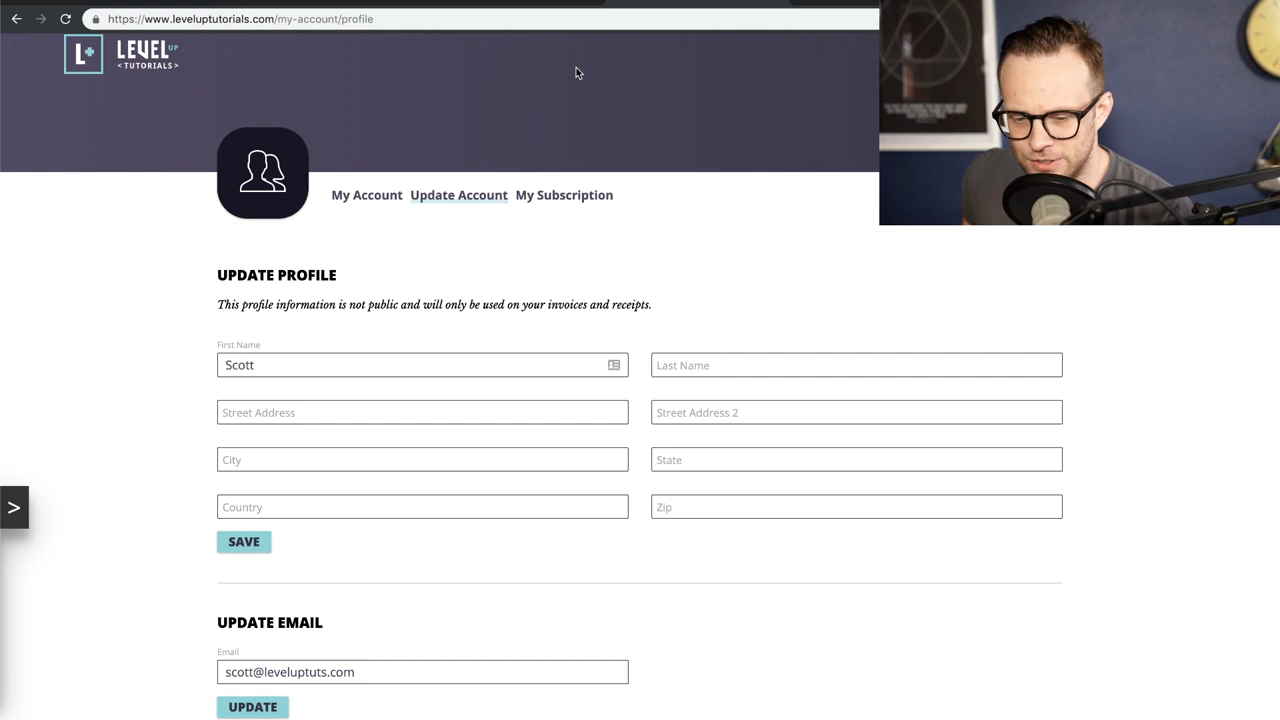 https://www.leveluptutorials.com/my-account/profile
L+
LEVEL UP
<TUTORIALS>
My Account Update Account My Subscription
UPDATE PROFILE
This profile information is not public and will only be used on your invoices and receipts.
First Name
Scott
Last Name
Street Address
Street Address 2
City
State
Country
Zip
>
SAVE
UPDATE EMAIL
Email
scott@leveluptuts.com
UPDATE